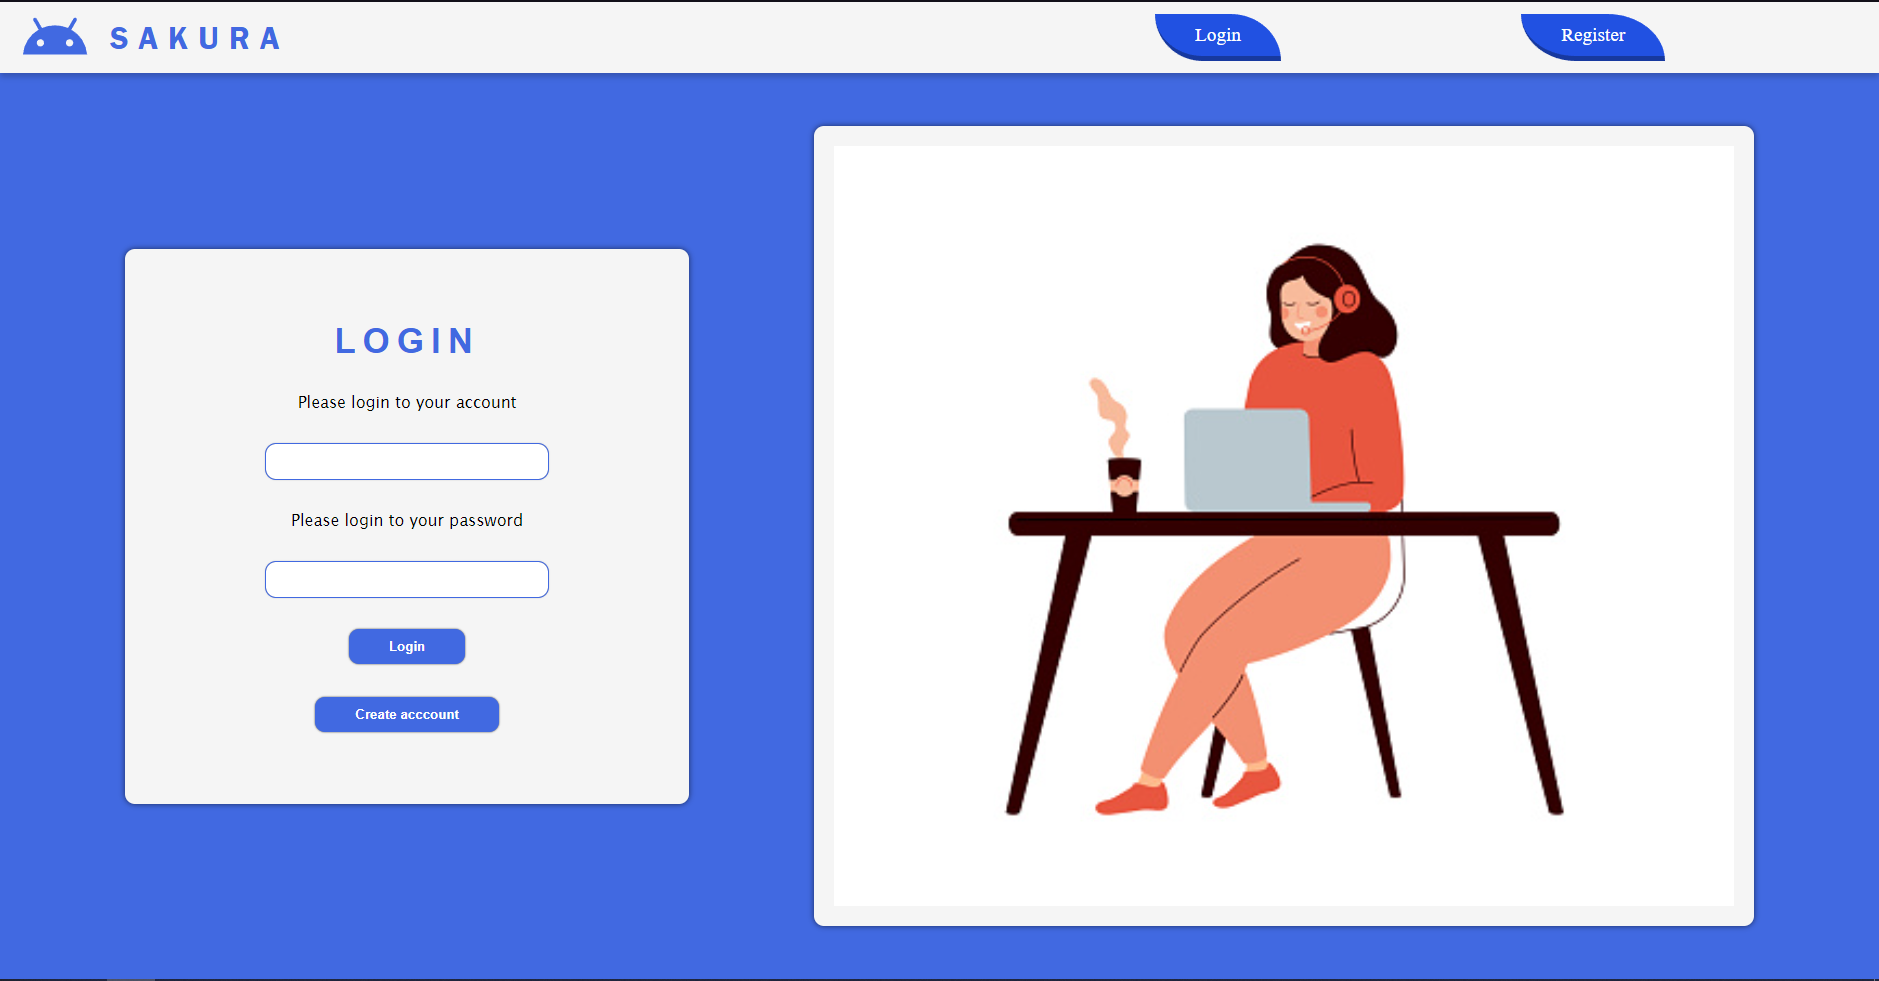 SAKURA
Login
Register
LOGIN
Please login to your account
Please login to your password
Login
Create acccount